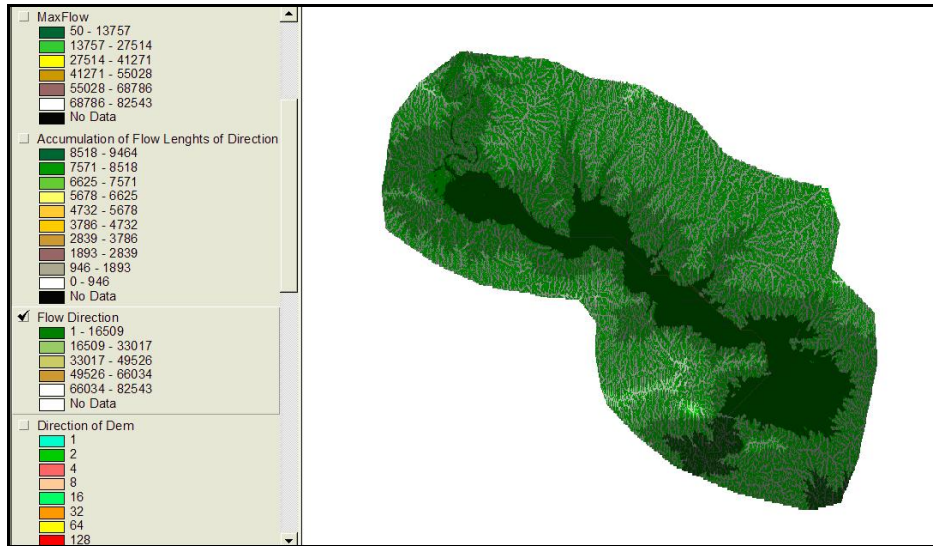 MaxFlow
50 - 13757
13757 - 27514
27514 - 41271
41271 - 55028
55028 - 68786
68786 - 82543
No Data
Accumulation of Flow Lenghts of Direction
8518 - 9464
7571 - 8518
6625 - 7571
5678 - 6625
4732 - 5678
3786 - 4732
2839 - 3786
1893 - 2839
946 - 1893
0 - 946
No Data
Flow Direction
1 - 16509
16509 - 33017
33017 - 49526
49526 - 66034
66034 - 82543
No Data
Direction of Dem
1
2
4
8
16
32
64
128